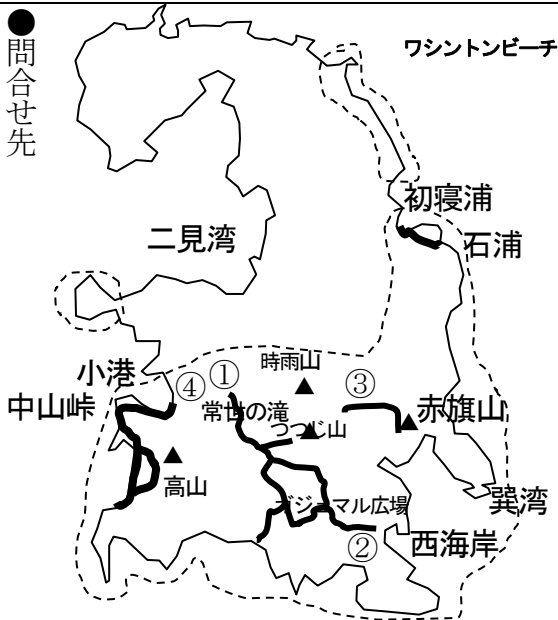 ●問合せ先
ワシントンビーチ
初寝浦
石浦
二見湾
小港
④
①
時雨山
③
中山峠
常世の滝
つつじ山
赤旗山
高山
ガジュマル広場
巽湾
②
西海岸